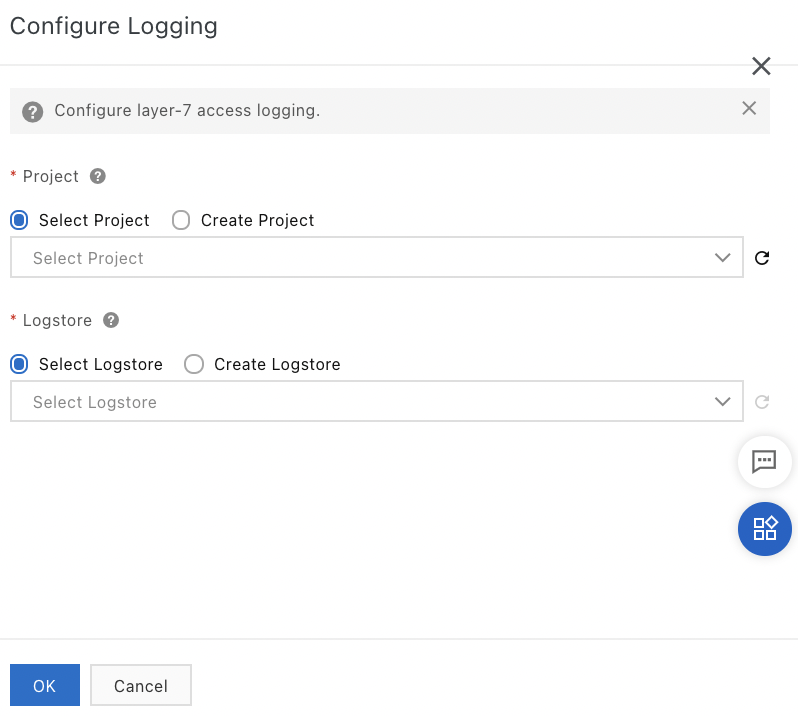 Configure Logging
Configure layer-7 access logging.
* Project
Select Project Create Project
Select Project
* Logstore
Select Logstore Create Logstore
Select Logstore
OK Cancel